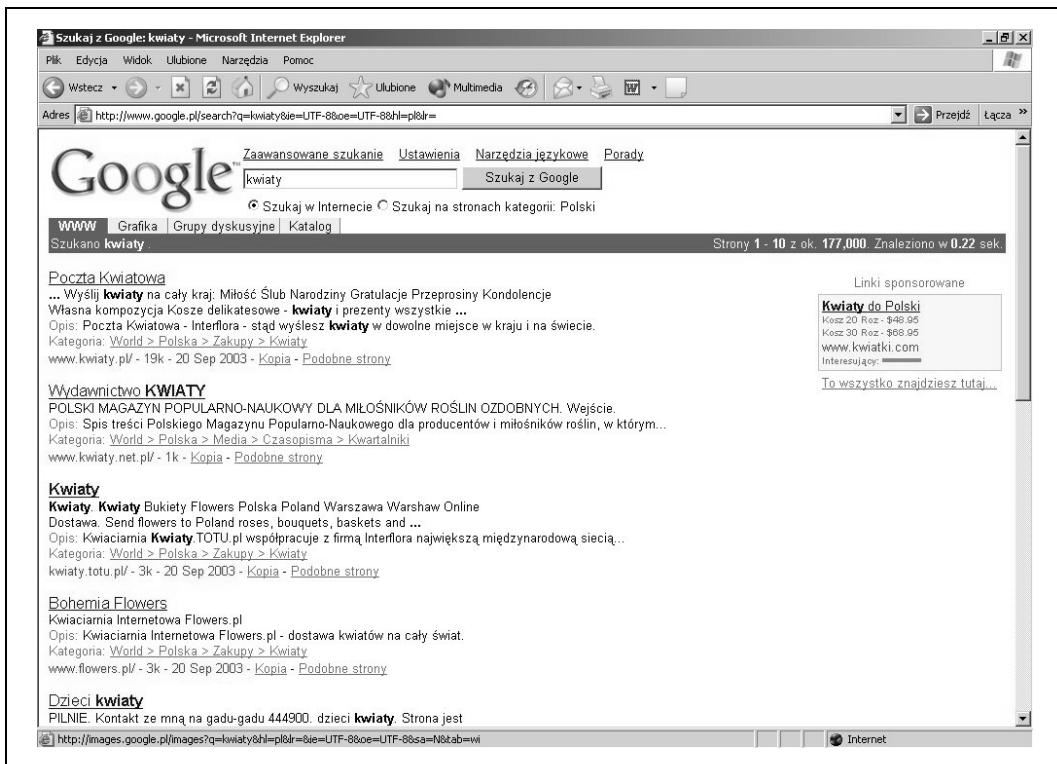 Szukaj z Google: kwiaty - Microsoft Internet Explorer
Plik Edycja Widok Ulubione Narzędzia Pomoc
Wstecz Wyszukaj Ulubione Multimedia
Adres http://www.google.pl/search?q=kwiaty&ie=UTF-8&oe=UTF-8&hl=pl&lr= Przejdź Łącza »
Google™
Zaawansowane szukanie Ustawienia Narzędzia językowe Porady
kwiaty Szukaj z Google
Szukaj w Internecie Szukaj na stronach kategorii: Polski
WWW Grafika Grupy dyskusyjne Katalog
Szukano kwiaty . Strony 1 - 10 z ok. 177,000. Znaleziono w 0.22 sek.
Poczta Kwiatowa
... Wyślij kwiaty na cały kraj: Miłość Ślub Narodziny Gratulacje Przeprosiny Kondolencje
Własna kompozycja Kosze delikatesowe - kwiaty i prezenty wszystkie ...
Opis: Poczta Kwiatowa - Interflora - stąd wyślesz kwiaty w dowolne miejsce w kraju i na świecie.
Kategoria: World > Polska > Zakupy > Kwiaty
www.kwiaty.pl/ - 19k - 20 Sep 2003 - Kopia - Podobne strony
Wydawnictwo KWIATY
POLSKI MAGAZYN POPULARNO-NAUKOWY DLA MIŁOŚNIKÓW ROŚLIN OZDOBNYCH. Wejście.
Opis: Spis treści Polskiego Magazynu Popularno-Naukowego dla producentów i miłośników roślin, w którym...
Kategoria: World > Polska > Media > Czasopisma > Kwartalniki
www.kwiaty.net.pl/ - 1k - Kopia - Podobne strony
Kwiaty
Kwiaty. Kwiaty Bukiety Flowers Polska Poland Warszawa Warshaw Online
Dostawa. Send flowers to Poland roses, bouquets, baskets and ...
Opis: Kwiaciarnia Kwiaty.TOTU.pl współpracuje z firmą Interflora największą międzynarodową siecią...
Kategoria: World > Polska > Zakupy > Kwiaty
kwiaty.totu.pl/ - 3k - 20 Sep 2003 - Kopia - Podobne strony
Bohemia Flowers
Kwiaciarnia Internetowa Flowers.pl
Opis: Kwiaciarnia Internetowa Flowers.pl - dostawa kwiatów na cały świat.
Kategoria: World > Polska > Zakupy > Kwiaty
www.flowers.pl/ - 3k - 20 Sep 2003 - Kopia - Podobne strony
Dzieci kwiaty
PILNIE. Kontakt ze mną na gadu-gadu 444900. dzieci kwiaty. Strona jest
Linki sponsorowane
Kwiaty do Polski
Kosz 20 Roz - $48.95
Kosz 30 Roz - $68.95
www.kwiatki.com
Interesujący:
To wszystko znajdziesz tutaj...
http://images.google.pl/images?q=kwiaty&hl=pl&lr=&ie=UTF-8&oe=UTF-8&sa=N&tab=wi Internet